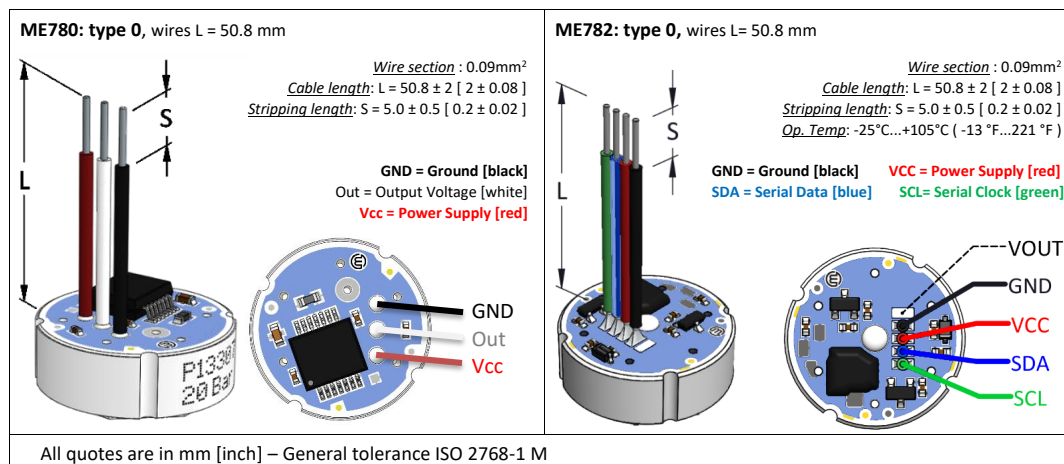 ME780: type 0, wires L = 50.8 mm
Wire section : 0.09mm²
Cable length: L = 50.8 ± 2 [ 2 ± 0.08 ]
Stripping length: S = 5.0 ± 0.5 [ 0.2 ± 0.02 ]
GND = Ground [black]
Out = Output Voltage [white]
Vcc = Power Supply [red]
L
S
GND
Out
Vcc
P1330
20 Bar
ME782: type 0, wires L= 50.8 mm
Wire section : 0.09mm²
Cable length: L = 50.8 ± 2 [ 2 ± 0.08 ]
Stripping length: S = 5.0 ± 0.5 [ 0.2 ± 0.02 ]
Op. Temp: -25°C...+105°C ( -13 °F...221 °F )
GND = Ground [black] VCC = Power Supply [red]
SDA = Serial Data [blue] SCL= Serial Clock [green]
L
S
VOUT
GND
VCC
SDA
SCL
All quotes are in mm [inch] – General tolerance ISO 2768-1 M